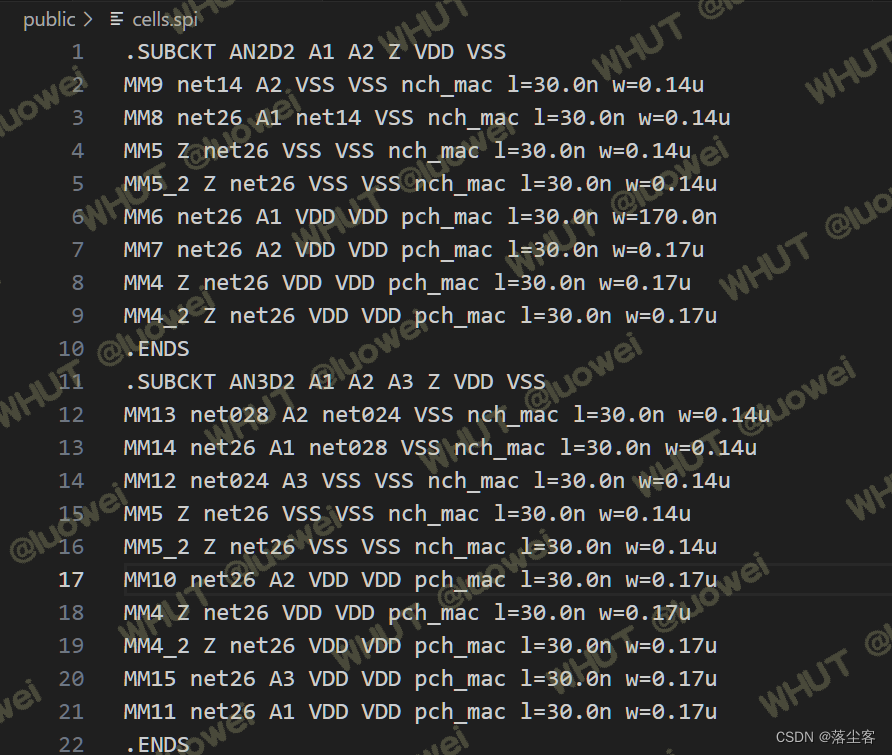 public > cells.spi
1 .SUBCKT AN2D2 A1 A2 Z VDD VSS
2 MM9 net14 A2 VSS VSS nch_mac l=30.0n w=0.14u
3 MM8 net26 A1 net14 VSS nch_mac l=30.0n w=0.14u
4 MM5 Z net26 VSS VSS nch_mac l=30.0n w=0.14u
5 MM5_2 Z net26 VSS VSS nch_mac l=30.0n w=0.14u
6 MM6 net26 A1 VDD VDD pch_mac l=30.0n w=170.0n
7 MM7 net26 A2 VDD VDD pch_mac l=30.0n w=0.17u
8 MM4 Z net26 VDD VDD pch_mac l=30.0n w=0.17u
9 MM4_2 Z net26 VDD VDD pch_mac l=30.0n w=0.17u
10 .ENDS
11 .SUBCKT AN3D2 A1 A2 A3 Z VDD VSS
12 MM13 net028 A2 net024 VSS nch_mac l=30.0n w=0.14u
13 MM14 net26 A1 net028 VSS nch_mac l=30.0n w=0.14u
14 MM12 net024 A3 VSS VSS nch_mac l=30.0n w=0.14u
15 MM5 Z net26 VSS VSS nch_mac l=30.0n w=0.14u
16 MM5_2 Z net26 VSS VSS nch_mac l=30.0n w=0.14u
17 MM10 net26 A2 VDD VDD pch_mac l=30.0n w=0.17u
18 MM4 Z net26 VDD VDD pch_mac l=30.0n w=0.17u
19 MM4_2 Z net26 VDD VDD pch_mac l=30.0n w=0.17u
20 MM15 net26 A3 VDD VDD pch_mac l=30.0n w=0.17u
21 MM11 net26 A1 VDD VDD pch_mac l=30.0n w=0.17u
22 .ENDS
WHUT @luowei
CSDN @落尘客